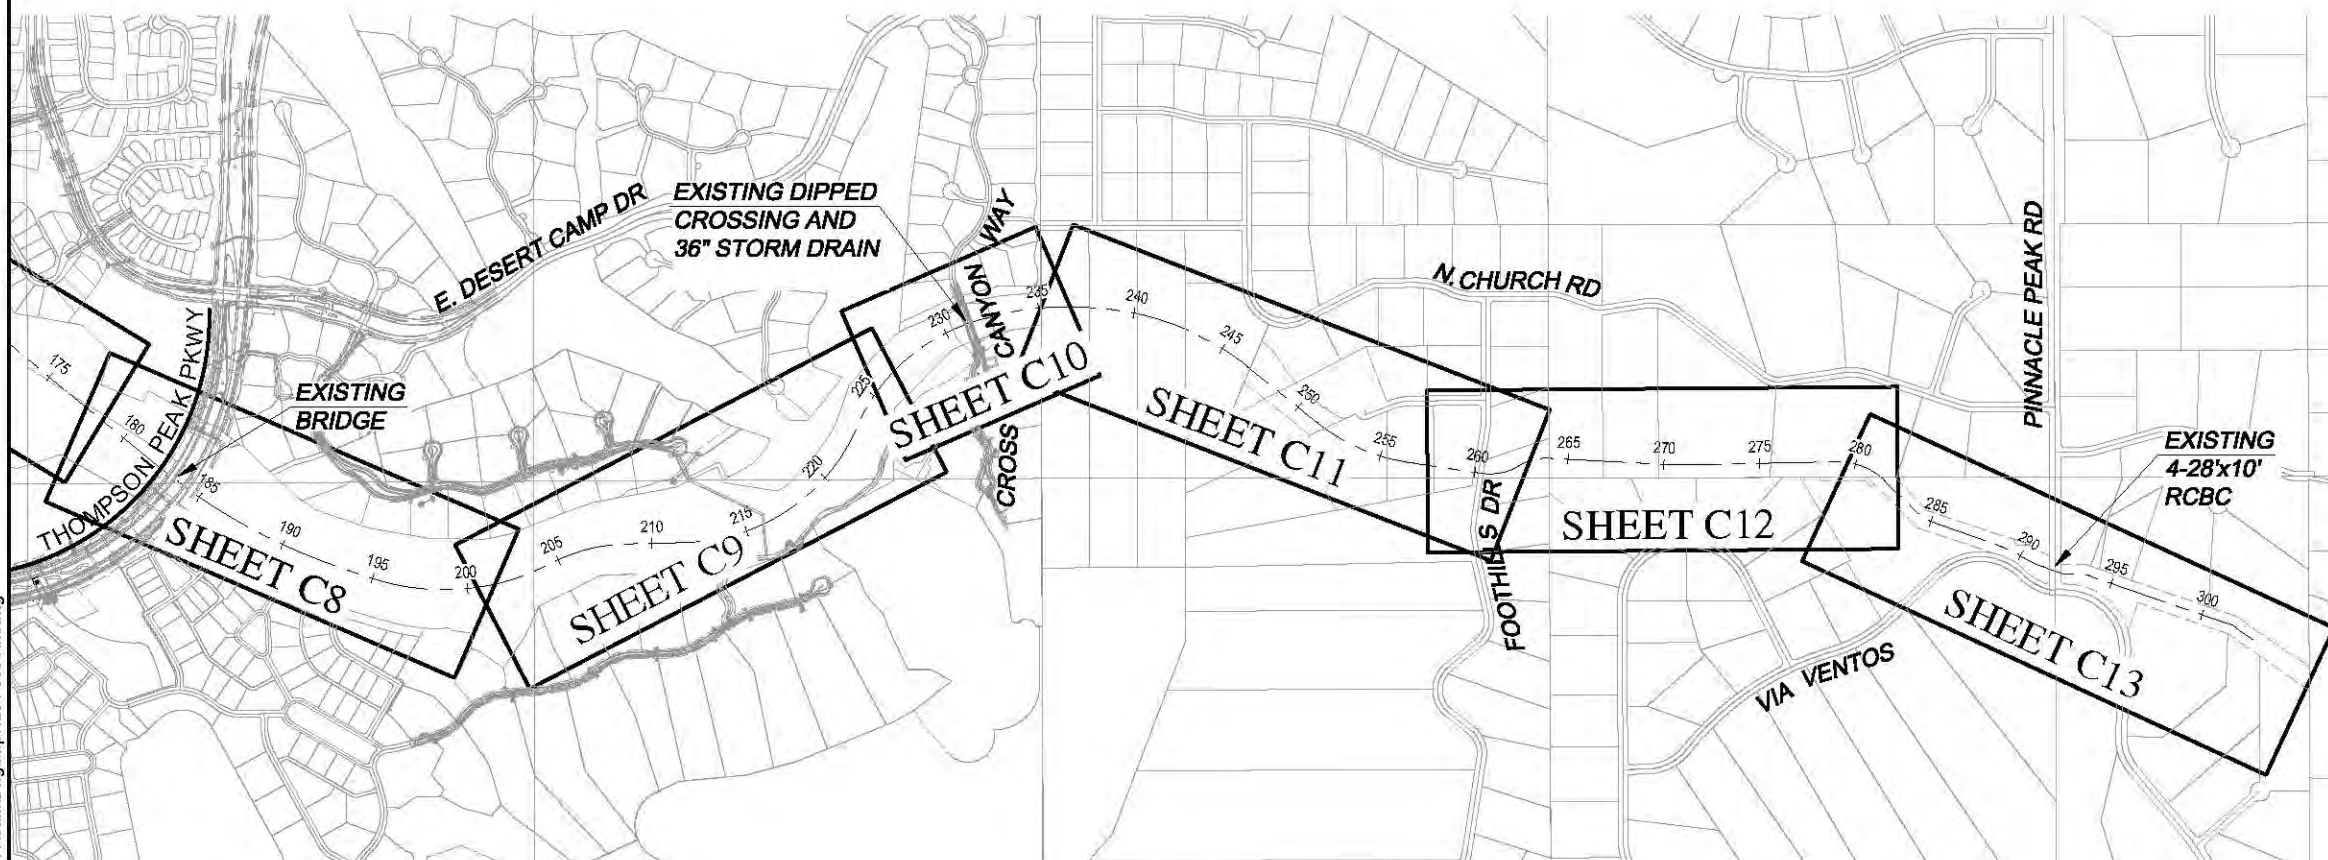 EXISTING DIPPED
CROSSING AND
36" STORM DRAIN
E. DESERT CAMP DR
CROSS CANYON WAY
N. CHURCH RD
PINNACLE PEAK RD
THOMPSON PEAK PKWY
EXISTING
BRIDGE
EXISTING
4-28'x10'
RCBC
FOOTHILLS DR
VIA VENTOS
SHEET C8
SHEET C9
SHEET C10
SHEET C11
SHEET C12
SHEET C13
175
180
185
190
195
200
205
210
215
220
225
230
235
240
245
250
255
260
265
270
275
280
285
290
295
300